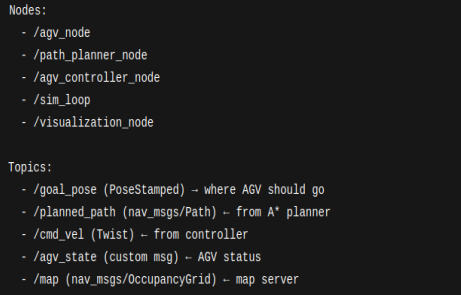 Nodes:
- /agv_node
- /path_planner_node
- /agv_controller_node
- /sim_loop
- /visualization_node
Topics:
- /goal_pose (PoseStamped) → where AGV should go
- /planned_path (nav_msgs/Path) ← from A* planner
- /cmd_vel (Twist) ← from controller
- /agv_state (custom msg) ← AGV status
- /map (nav_msgs/OccupancyGrid) ← map server